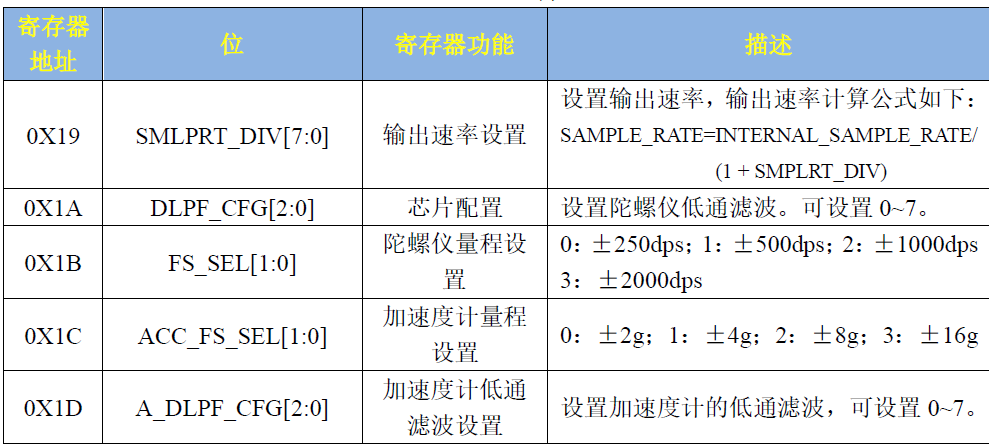 寄存器
地址
位
寄存器功能
描述
0X19
SMLPRT_DIV[7:0]
输出速率设置
设置输出速率，输出速率计算公式如下：
SAMPLE_RATE=INTERNAL_SAMPLE_RATE/
(1 + SMPLRT_DIV)
0X1A
DLPF_CFG[2:0]
芯片配置
设置陀螺仪低通滤波。可设置 0~7。
0X1B
FS_SEL[1:0]
陀螺仪量程设
置
0：±250dps；1：±500dps；2：±1000dps
3：±2000dps
0X1C
ACC_FS_SEL[1:0]
加速度计量程
设置
0：±2g；1：±4g；2：±8g；3：±16g
0X1D
A_DLPF_CFG[2:0]
加速度计低通
滤波设置
设置加速度计的低通滤波，可设置 0~7。